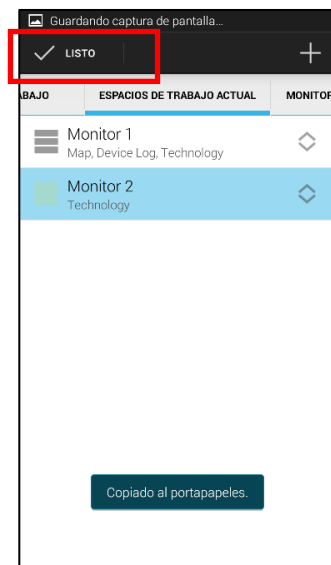 Guardando captura de pantalla...
LISTO
BAJO
ESPACIOS DE TRABAJO ACTUAL
MONITOR
Monitor 1
Map, Device Log, Technology
Monitor 2
Technology
Copiado al portapapeles.